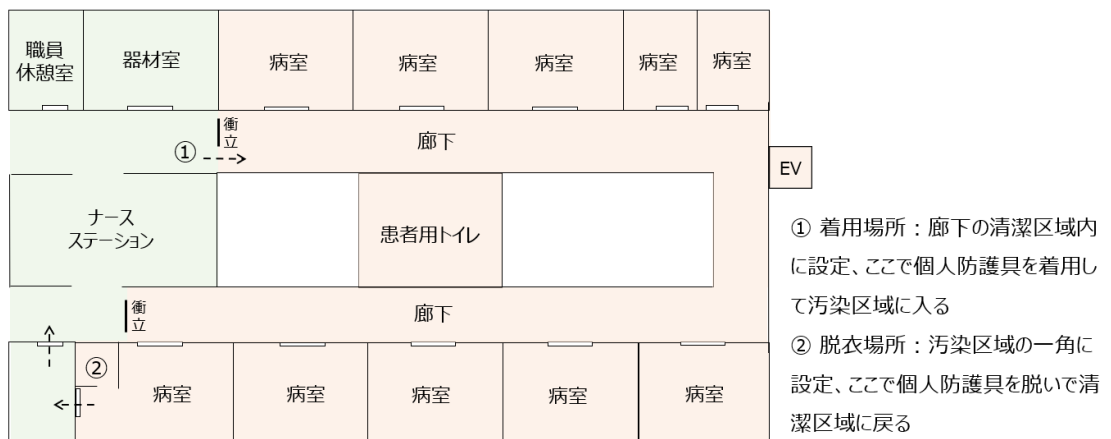 職員
休憩室
器材室
病室
病室
病室
病室
病室
衝
立
①
廊下
EV
ナース
ステーション
患者用トイレ
衝
立
廊下
②
病室
病室
病室
病室
病室
① 着用場所：廊下の清潔区域内
に設定、ここで個人防護具を着用し
て汚染区域に入る
② 脱衣場所：汚染区域の一角に
設定、ここで個人防護具を脱いで清
潔区域に戻る